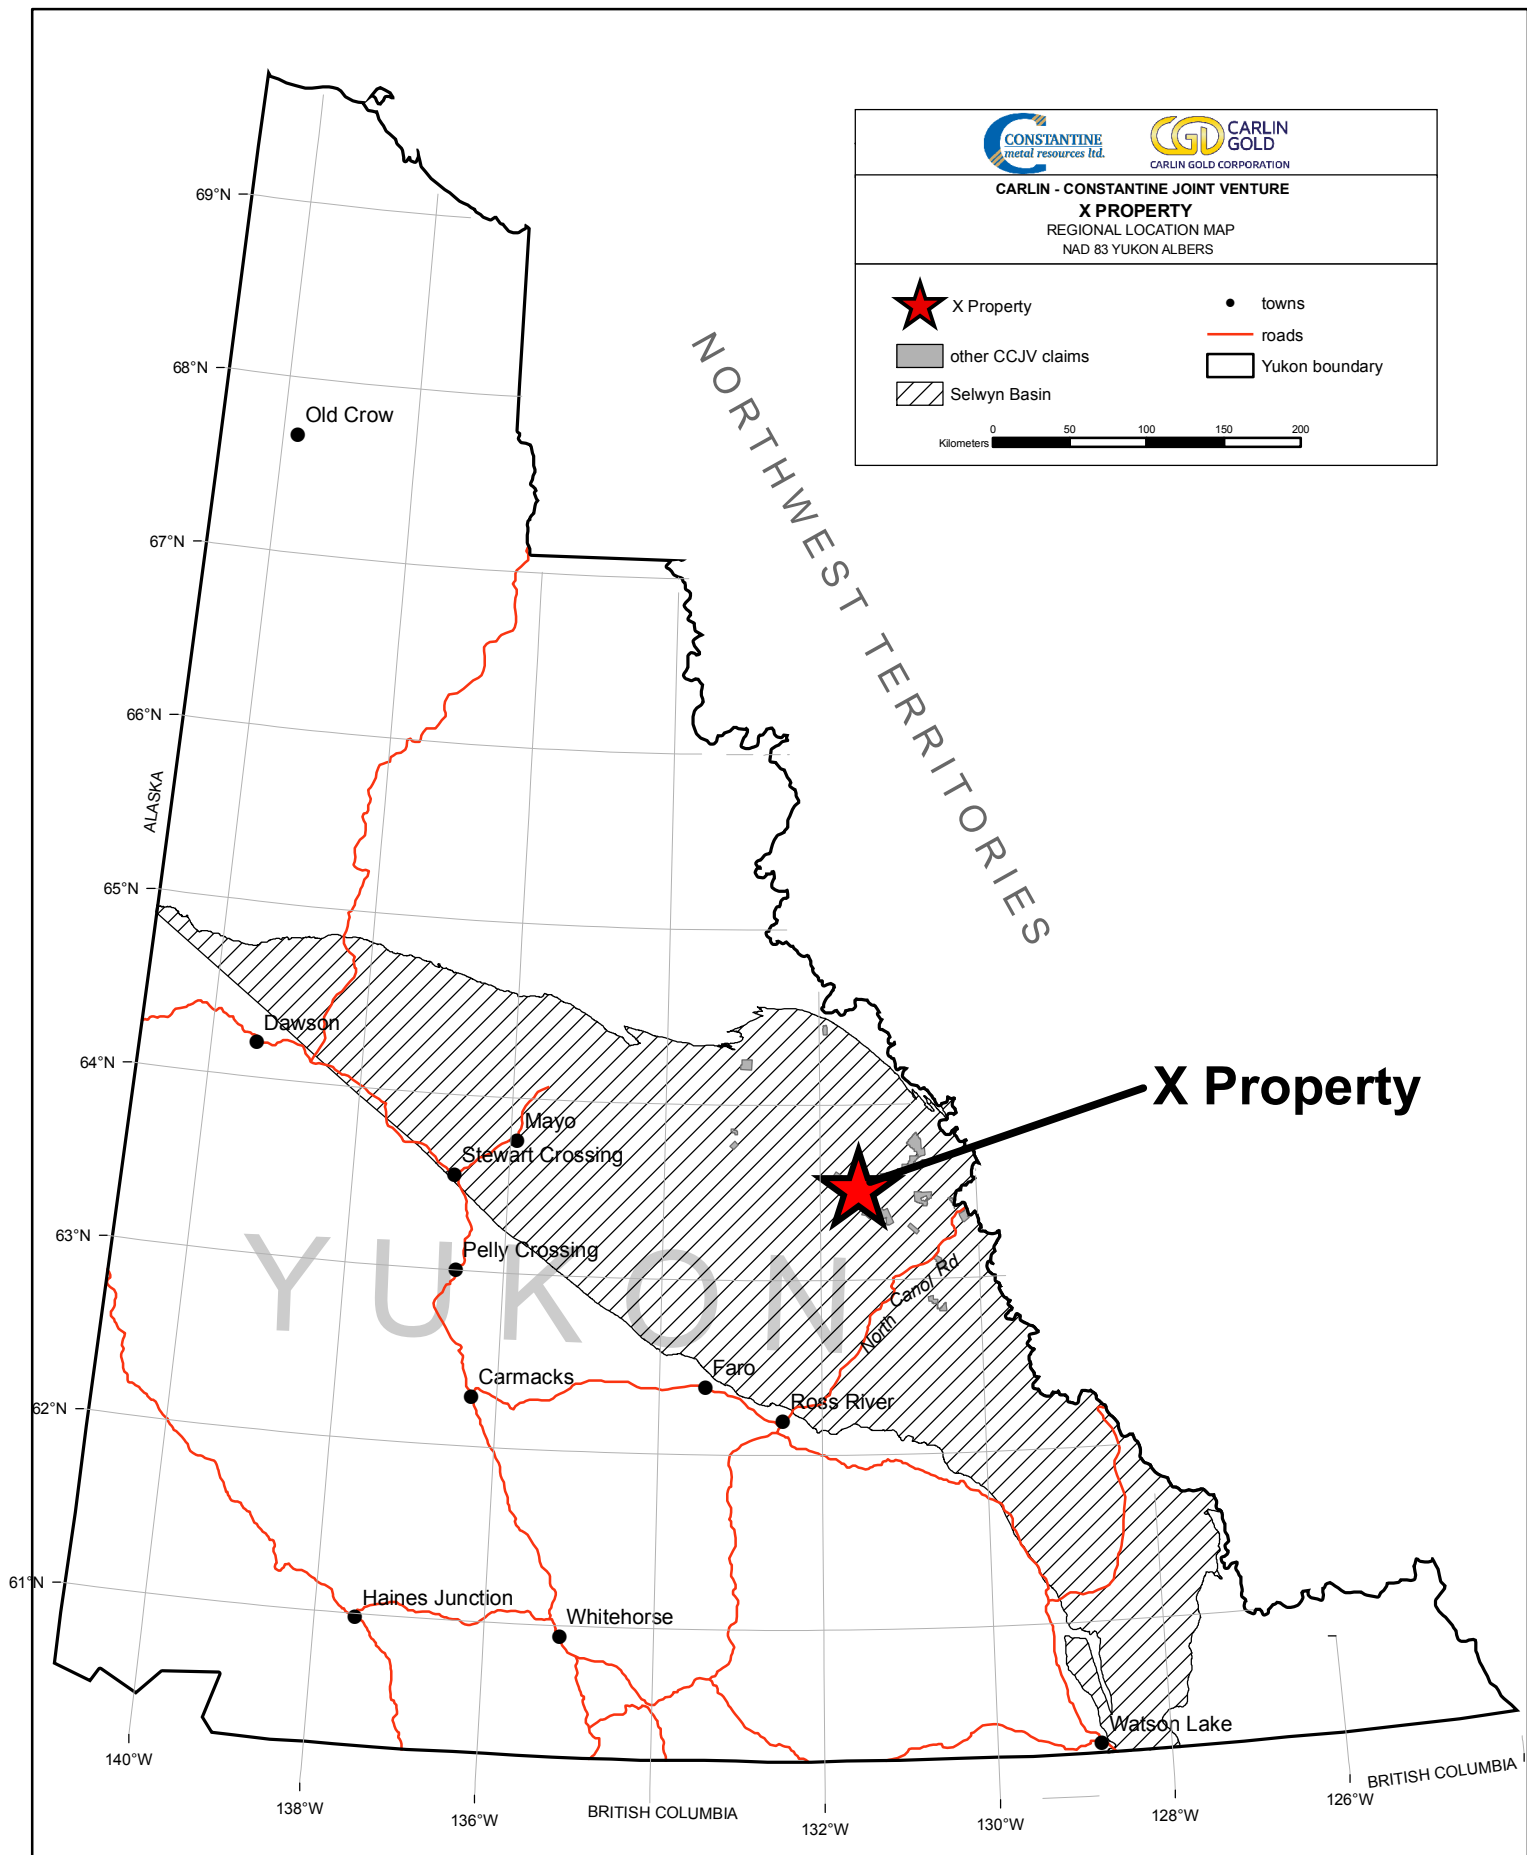 CONSTANTINE
metal resources ltd.
CGD
CARLIN
GOLD
CARLIN GOLD CORPORATION
CARLIN - CONSTANTINE JOINT VENTURE
X PROPERTY
REGIONAL LOCATION MAP
NAD 83 YUKON ALBERS
X Property
other CCJV claims
Selwyn Basin
towns
roads
Yukon boundary
Kilometers
0 50 100 150 200
69°N
68°N
67°N
66°N
65°N
64°N
63°N
62°N
61°N
NORTHWEST TERRITORIES
Old Crow
ALASKA
Dawson
X Property
Mayo
Stewart Crossing
YUKON
Pelly Crossing
North Canol Rd
Faro
Carmacks
Ross River
Haines Junction
Whitehorse
Watson Lake
BRITISH COLUMBIA
BRITISH COLUMBIA
140°W
138°W
136°W
132°W
130°W
128°W
126°W